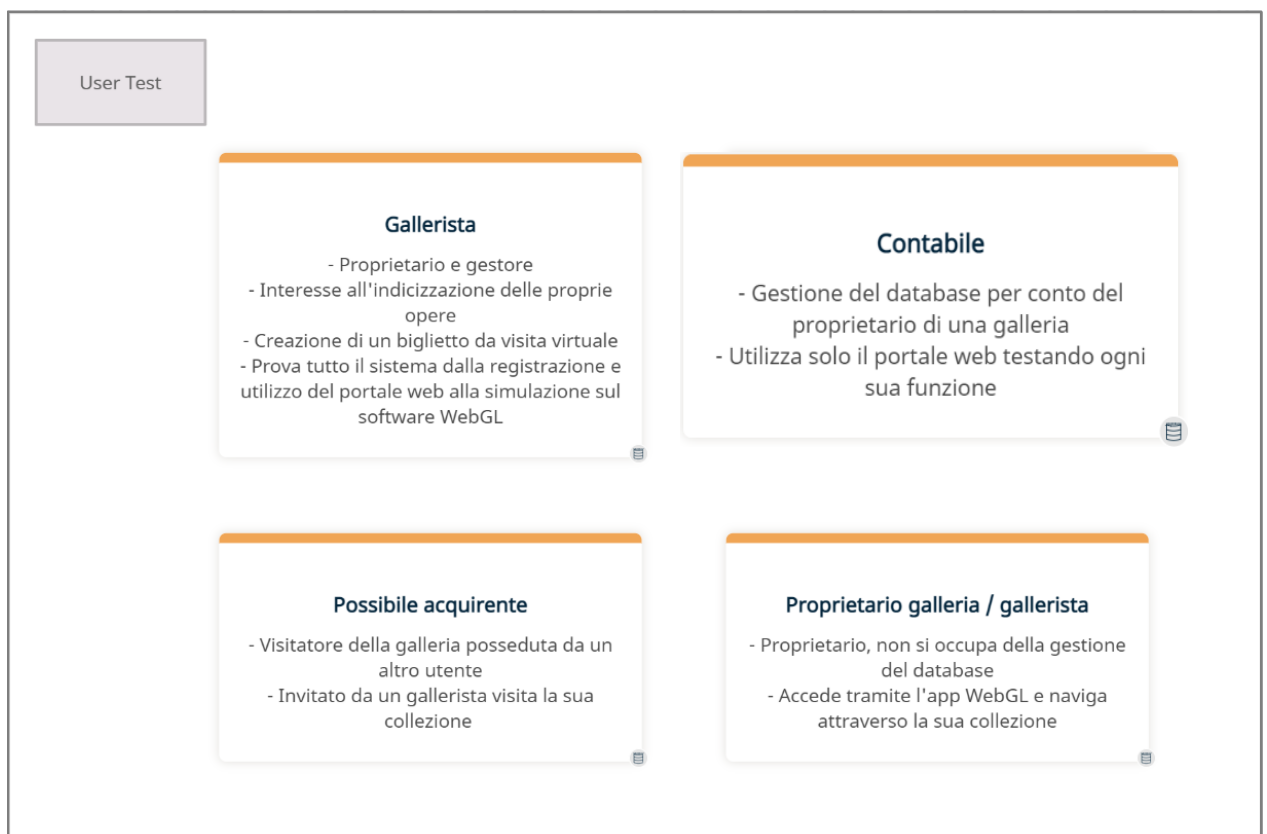 User Test
Gallerista
- Proprietario e gestore
- Interesse all'indicizzazione delle proprie
opere
- Creazione di un biglietto da visita virtuale
- Prova tutto il sistema dalla registrazione e
utilizzo del portale web alla simulazione sul
software WebGL
Contabile
- Gestione del database per conto del
proprietario di una galleria
- Utilizza solo il portale web testando ogni
sua funzione
Possibile acquirente
- Visitatore della galleria posseduta da un
altro utente
- Invitato da un gallerista visita la sua
collezione
Proprietario galleria / gallerista
- Proprietario, non si occupa della gestione
del database
- Accede tramite l'app WebGL e naviga
attraverso la sua collezione